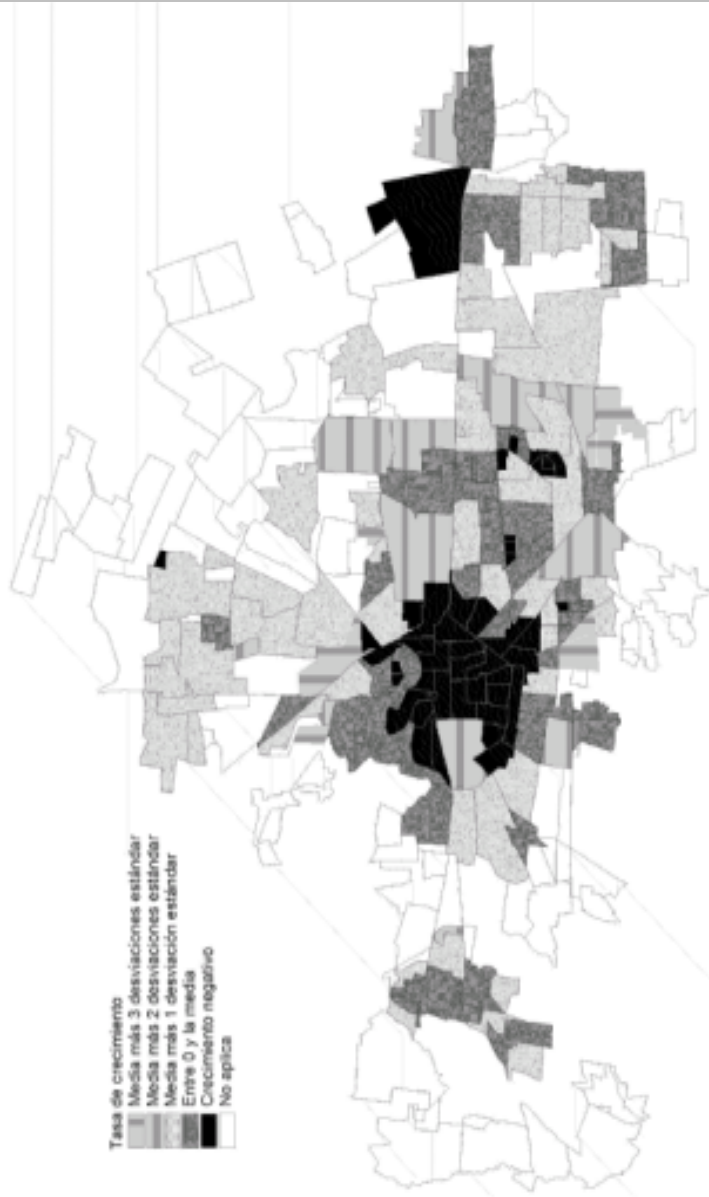 Tasa de crecimiento
Media más 3 desviaciones estándar
Media más 2 desviaciones estándar
Media más 1 desviación estándar
Entre 0 y la media
Crecimiento negativo
No aplica